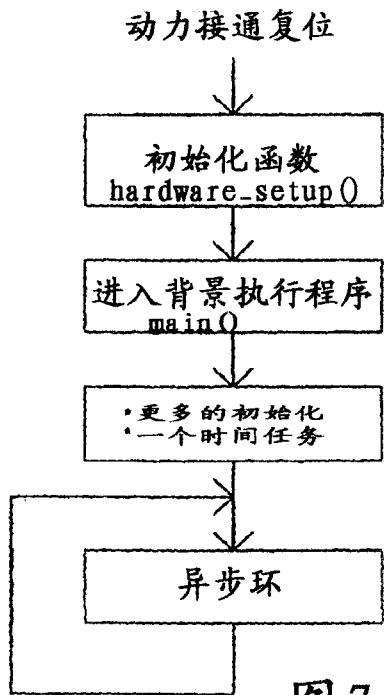 动力接通复位
初始化函数
hardware_setup()
进入背景执行程序
main()
·更多的初始化
·一个时间任务
异步环
图7